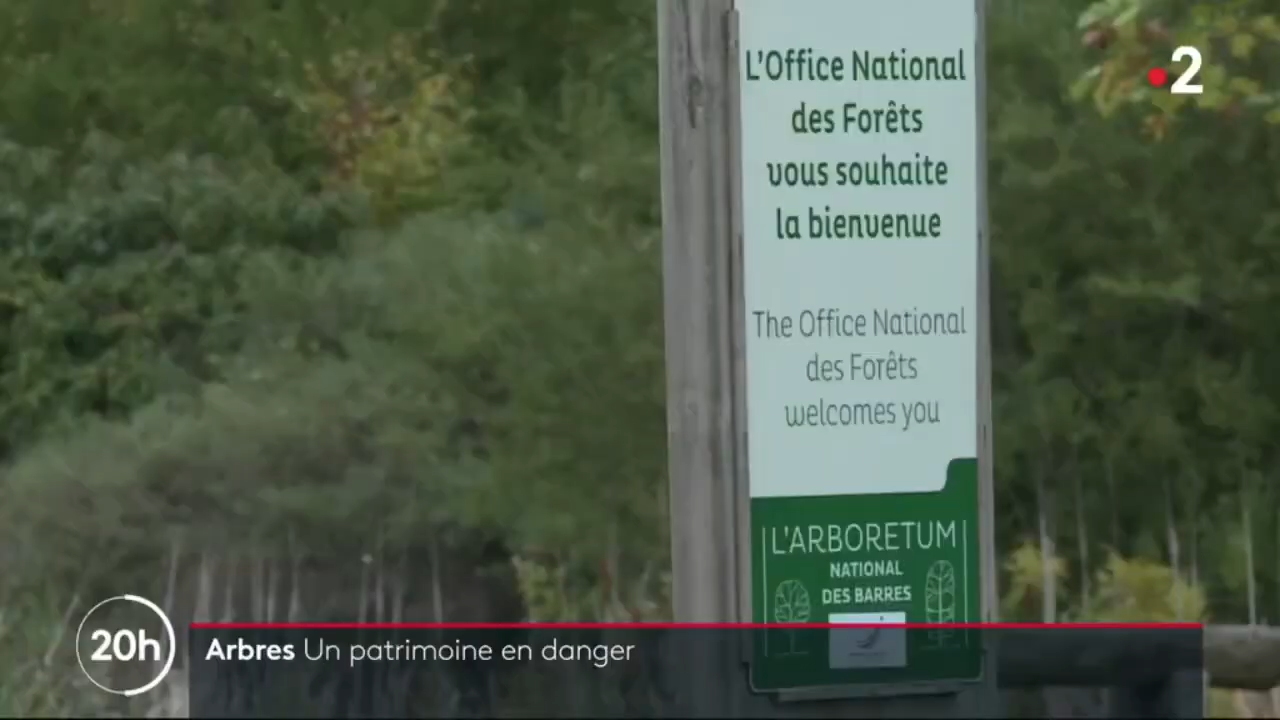 L'Office National
des Forêts
vous souhaite
la bienvenue
The Office National
des Forêts
welcomes you
L'ARBORETUM
NATIONAL
DES BARRES
2
20h
Arbres Un patrimoine en danger